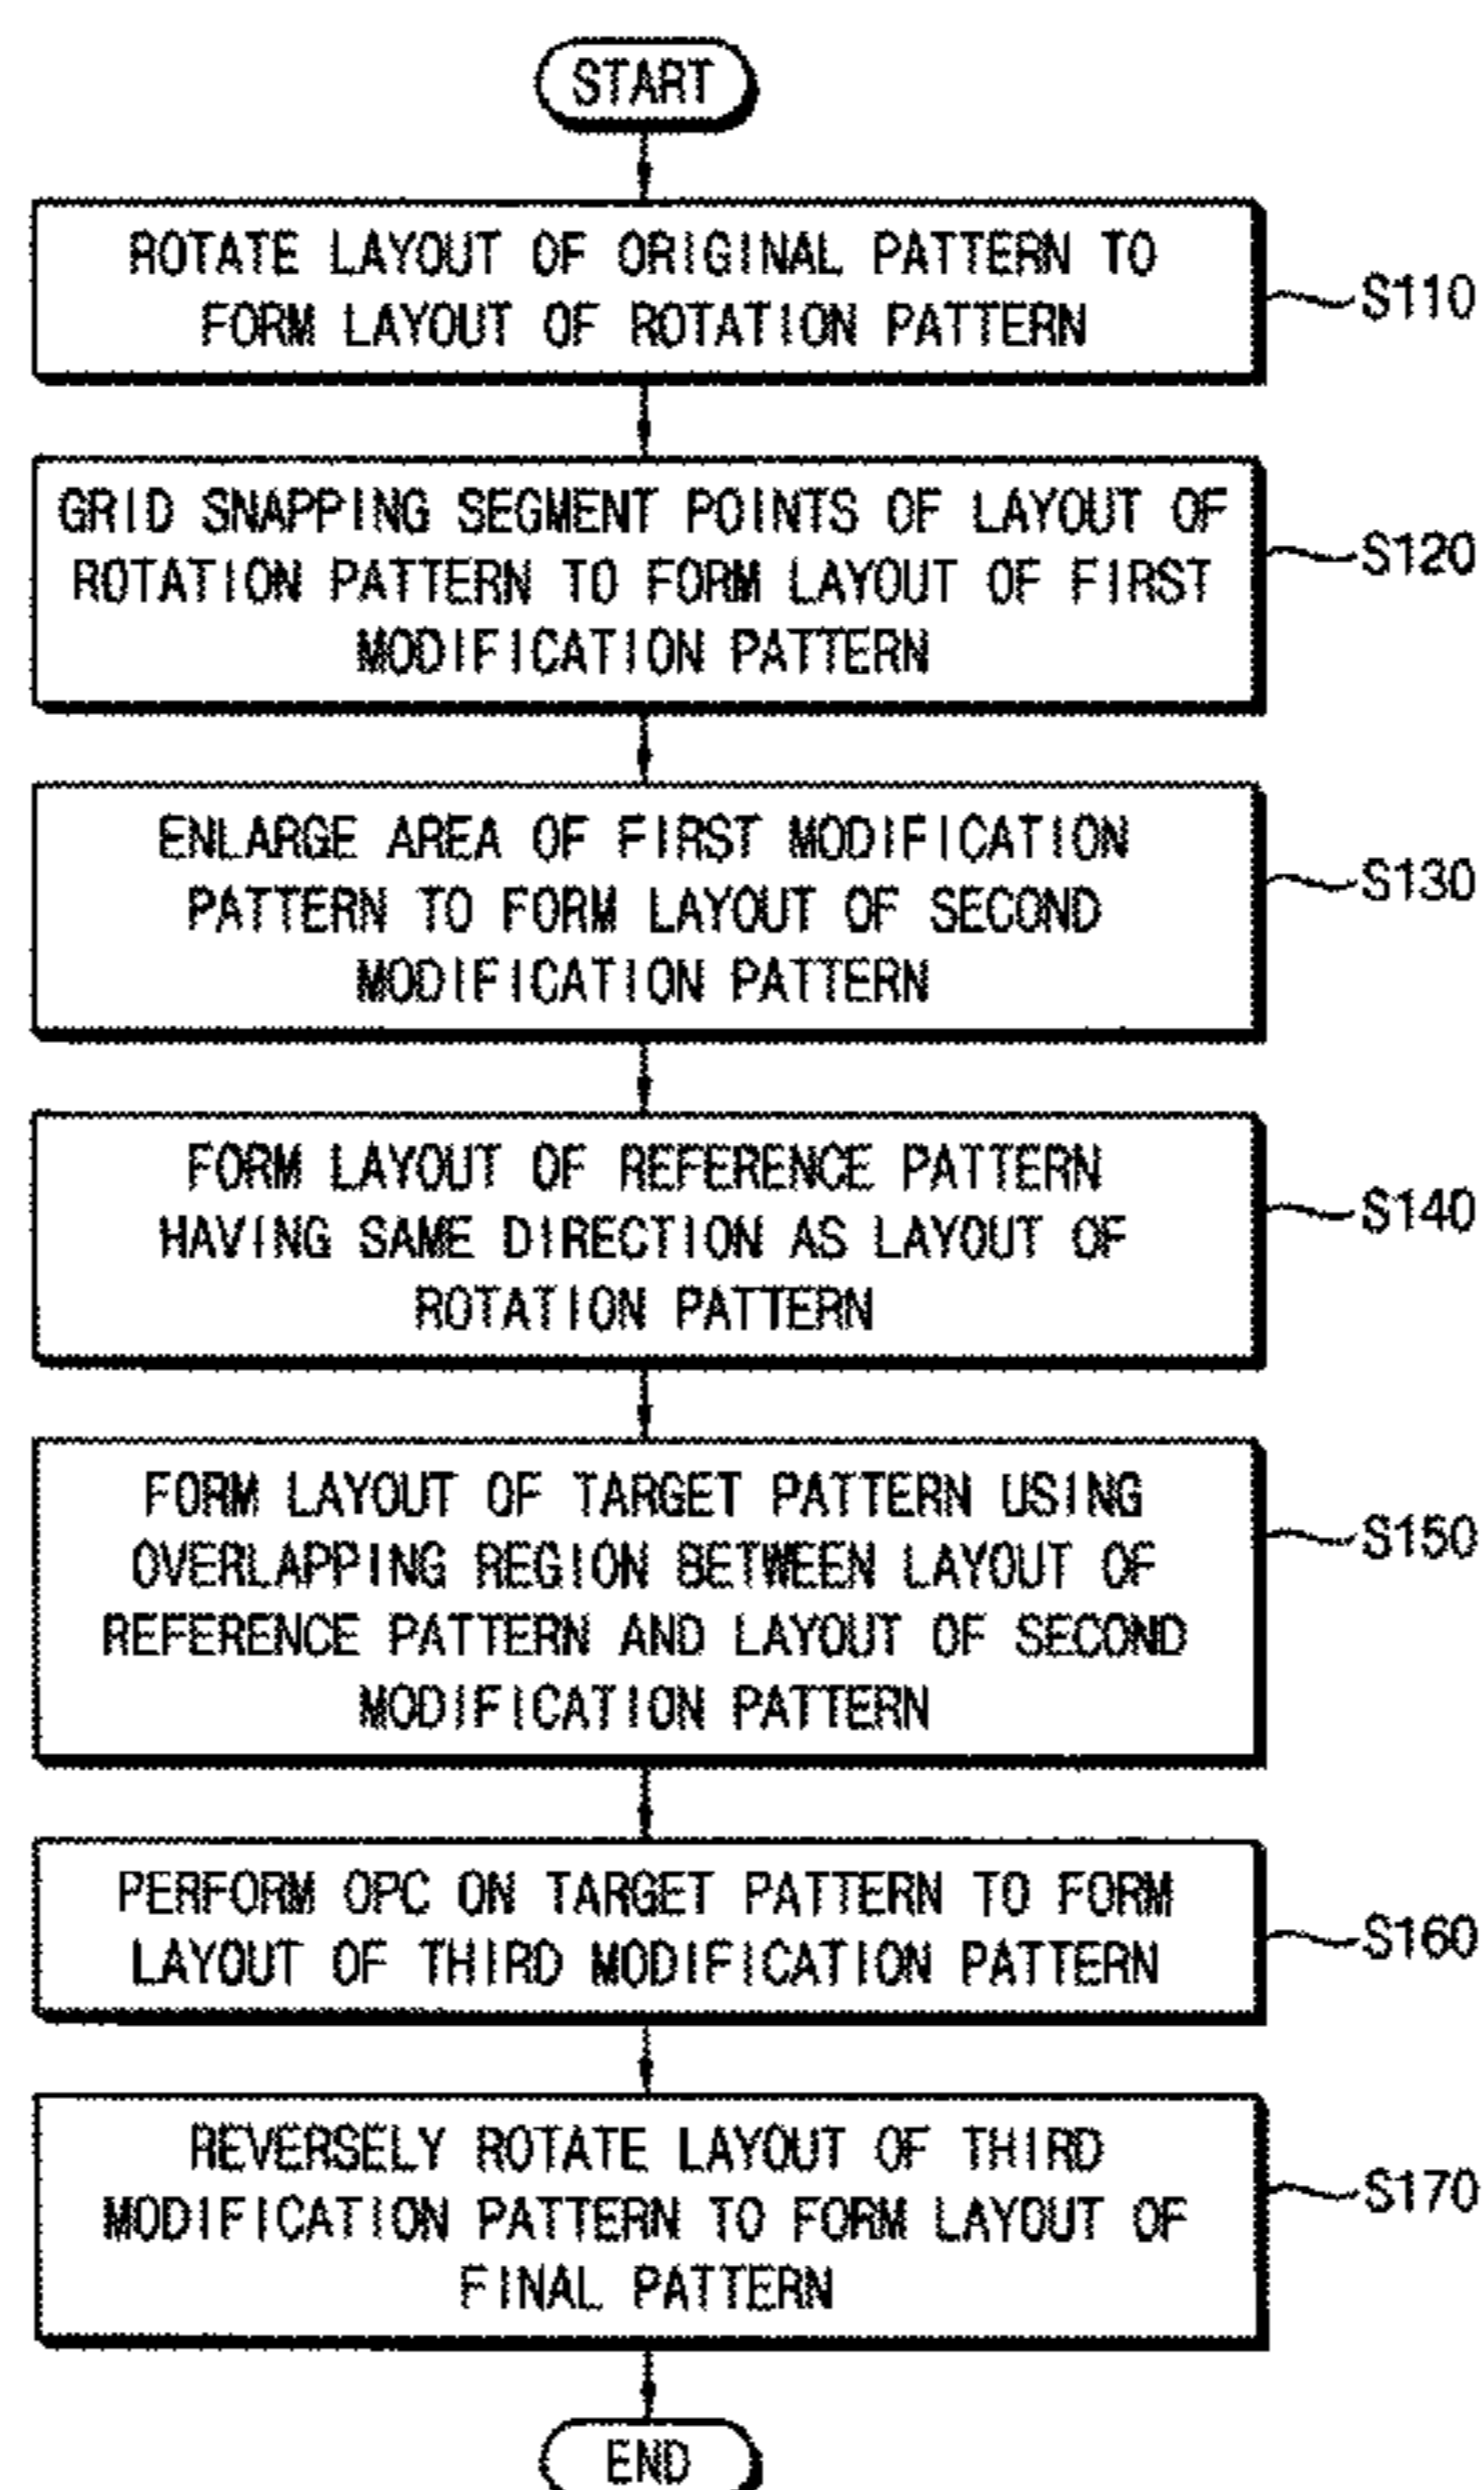 START
ROTATE LAYOUT OF ORIGINAL PATTERN TO
FORM LAYOUT OF ROTATION PATTERN
S110
GRID SNAPPING SEGMENT POINTS OF LAYOUT OF
ROTATION PATTERN TO FORM LAYOUT OF FIRST
MODIFICATION PATTERN
S120
ENLARGE AREA OF FIRST MODIFICATION
PATTERN TO FORM LAYOUT OF SECOND
MODIFICATION PATTERN
S130
FORM LAYOUT OF REFERENCE PATTERN
HAVING SAME DIRECTION AS LAYOUT OF
ROTATION PATTERN
S140
FORM LAYOUT OF TARGET PATTERN USING
OVERLAPPING REGION BETWEEN LAYOUT OF
REFERENCE PATTERN AND LAYOUT OF SECOND
MODIFICATION PATTERN
S150
PERFORM OPC ON TARGET PATTERN TO FORM
LAYOUT OF THIRD MODIFICATION PATTERN
S160
REVERSELY ROTATE LAYOUT OF THIRD
MODIFICATION PATTERN TO FORM LAYOUT OF
FINAL PATTERN
S170
END